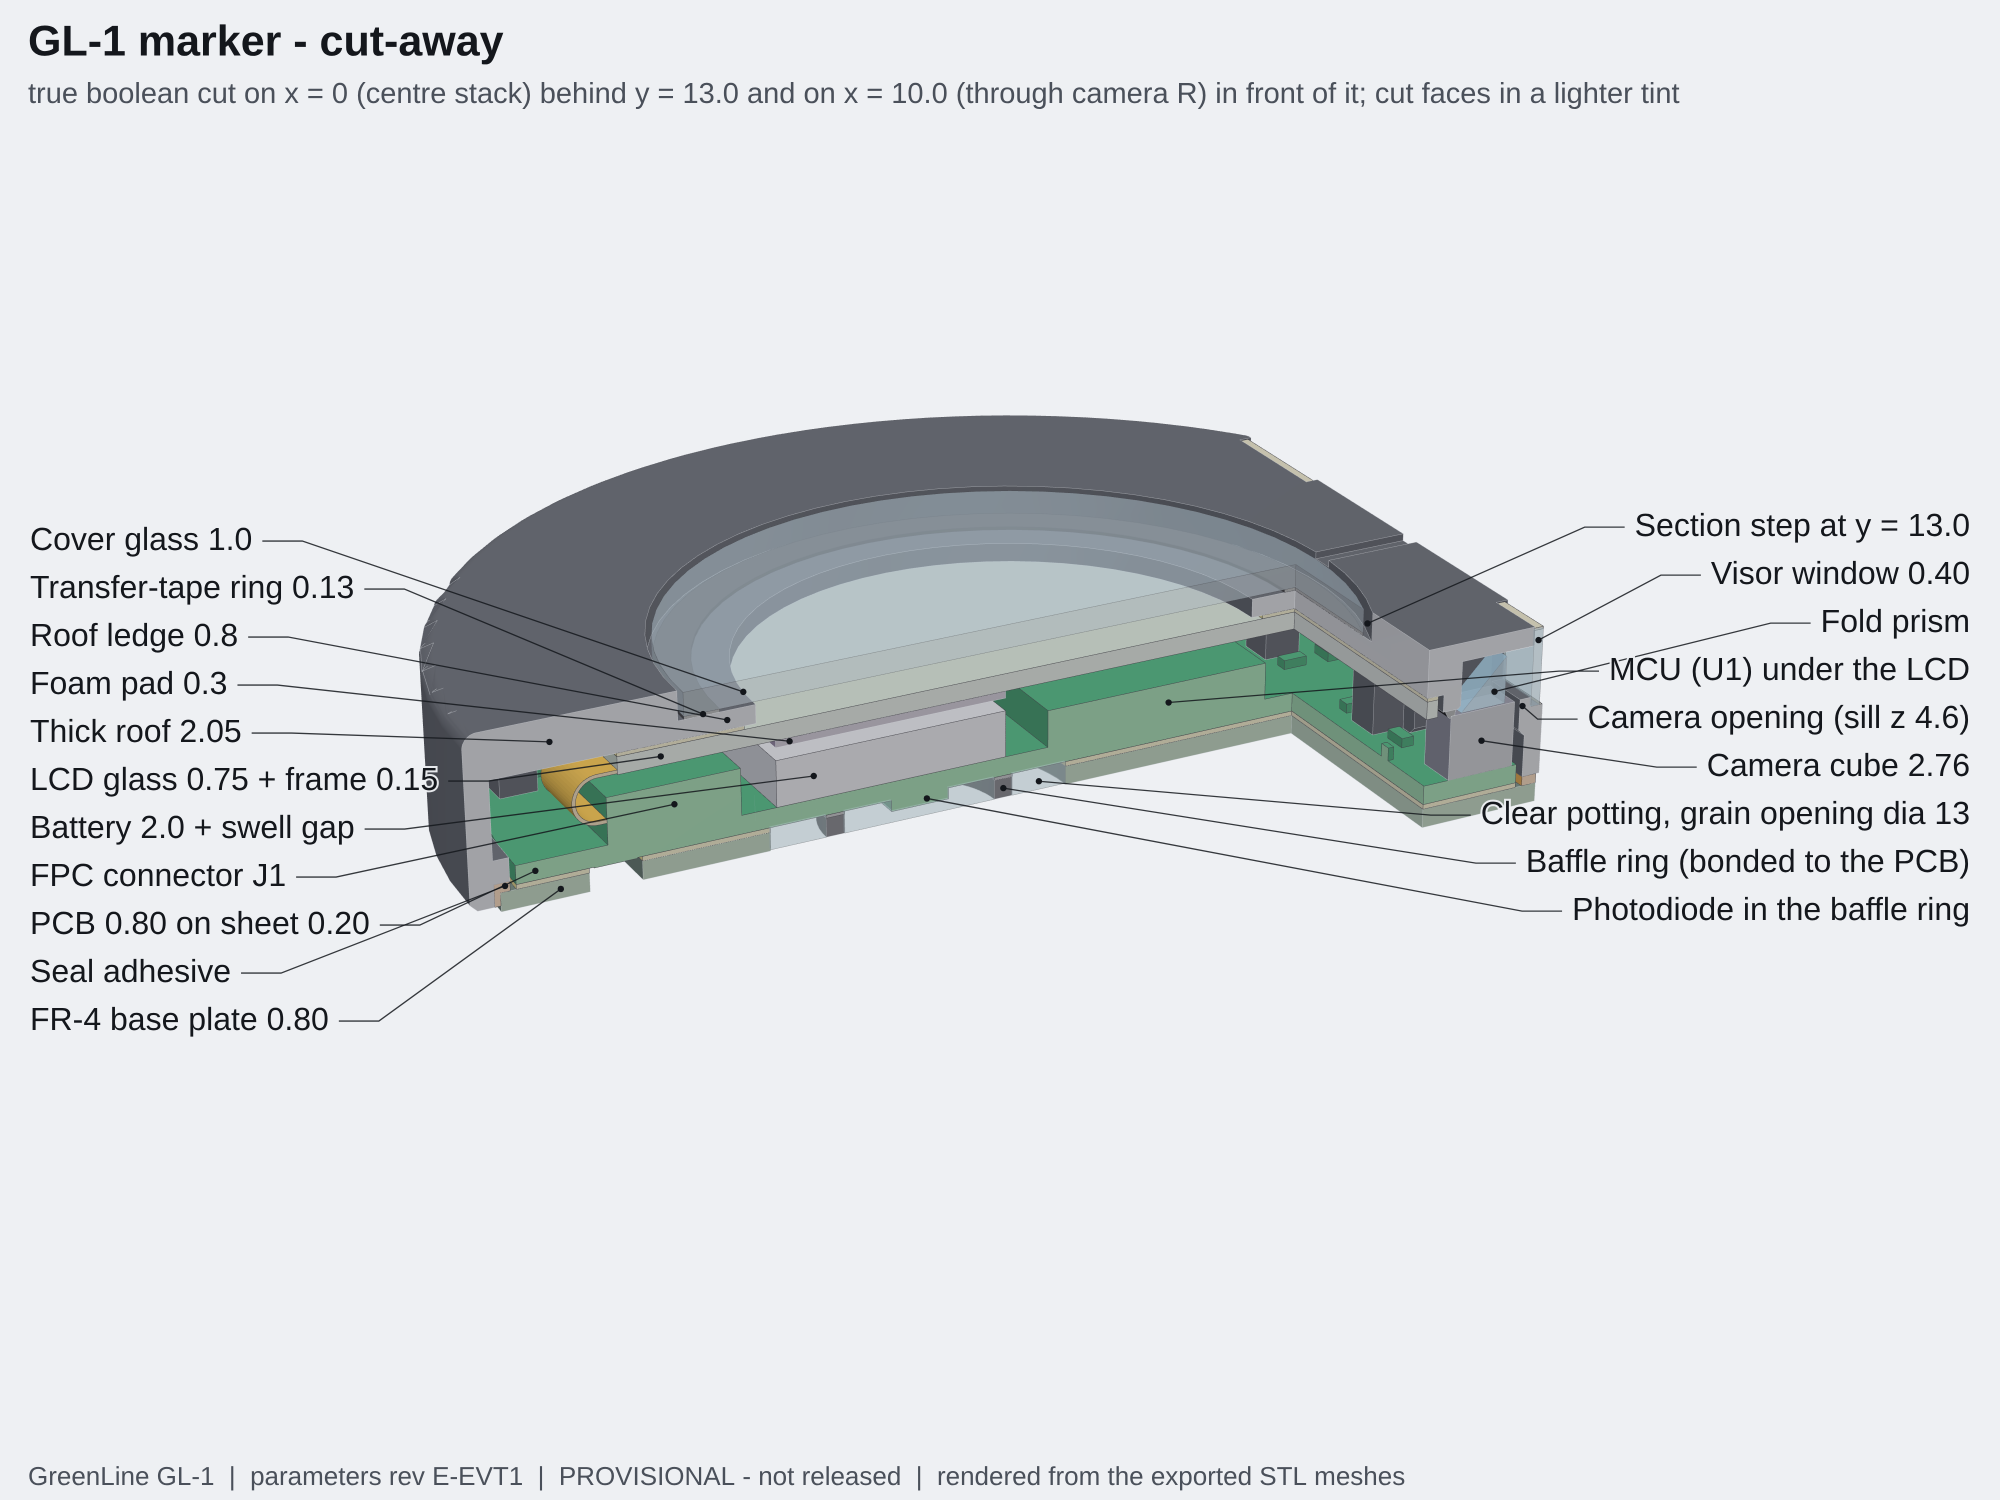 GL-1 marker - cut-away
true boolean cut on x = 0 (centre stack) behind y = 13.0 and on x = 10.0 (through camera R) in front of it; cut faces in a lighter tint
Cover glass 1.0
Transfer-tape ring 0.13
Roof ledge 0.8
Foam pad 0.3
Thick roof 2.05
LCD glass 0.75 + frame 0.15
Battery 2.0 + swell gap
FPC connector J1
PCB 0.80 on sheet 0.20
Seal adhesive
FR-4 base plate 0.80
Section step at y = 13.0
Visor window 0.40
Fold prism
MCU (U1) under the LCD
Camera opening (sill z 4.6)
Camera cube 2.76
Clear potting, grain opening dia 13
Baffle ring (bonded to the PCB)
Photodiode in the baffle ring
GreenLine GL-1 | parameters rev E-EVT1 | PROVISIONAL - not released | rendered from the exported STL meshes